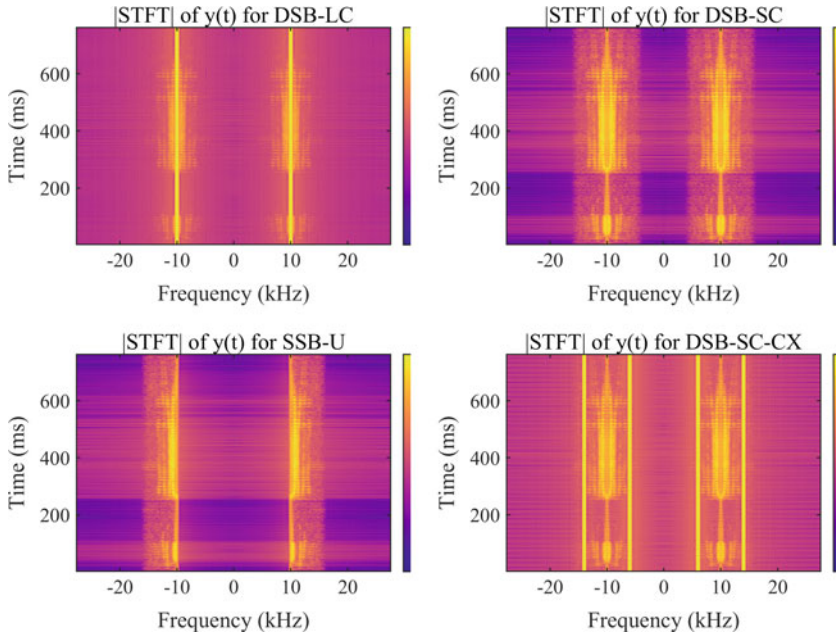 |STFT| of y(t) for DSB-LC
600
400
200
Time (ms)
-20 -10 0 10 20
Frequency (kHz)
|STFT| of y(t) for DSB-SC
600
400
200
Time (ms)
-20 -10 0 10 20
Frequency (kHz)
|STFT| of y(t) for SSB-U
600
400
200
Time (ms)
-20 -10 0 10 20
Frequency (kHz)
|STFT| of y(t) for DSB-SC-CX
600
400
200
Time (ms)
-20 -10 0 10 20
Frequency (kHz)